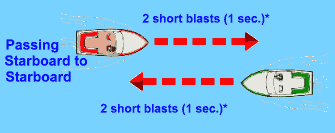 2 short blasts (1 sec.)*
Passing
Starboard to
Starboard
2 short blasts (1 sec.)*